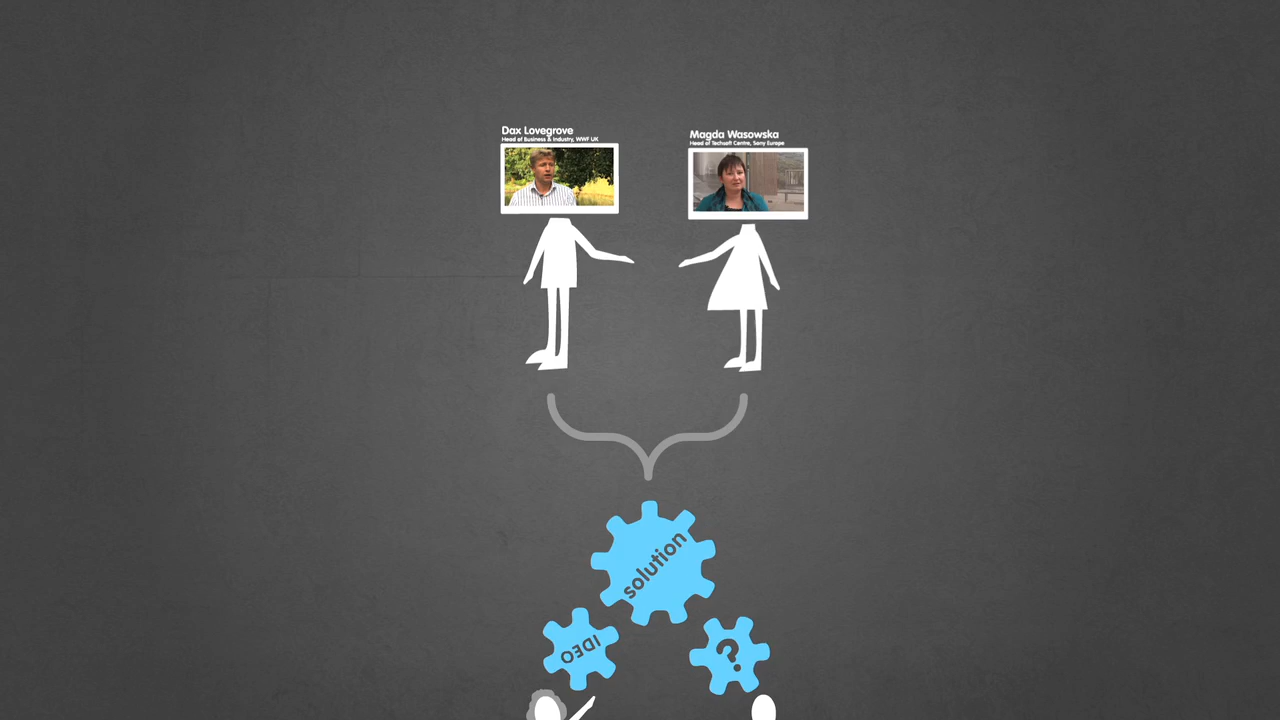 Dax Lovegrove
Head of Business & Industry, WWF UK
Magda Wasowska
Head of Techsoft Centre, Sony Europe
solution
IDEO
?